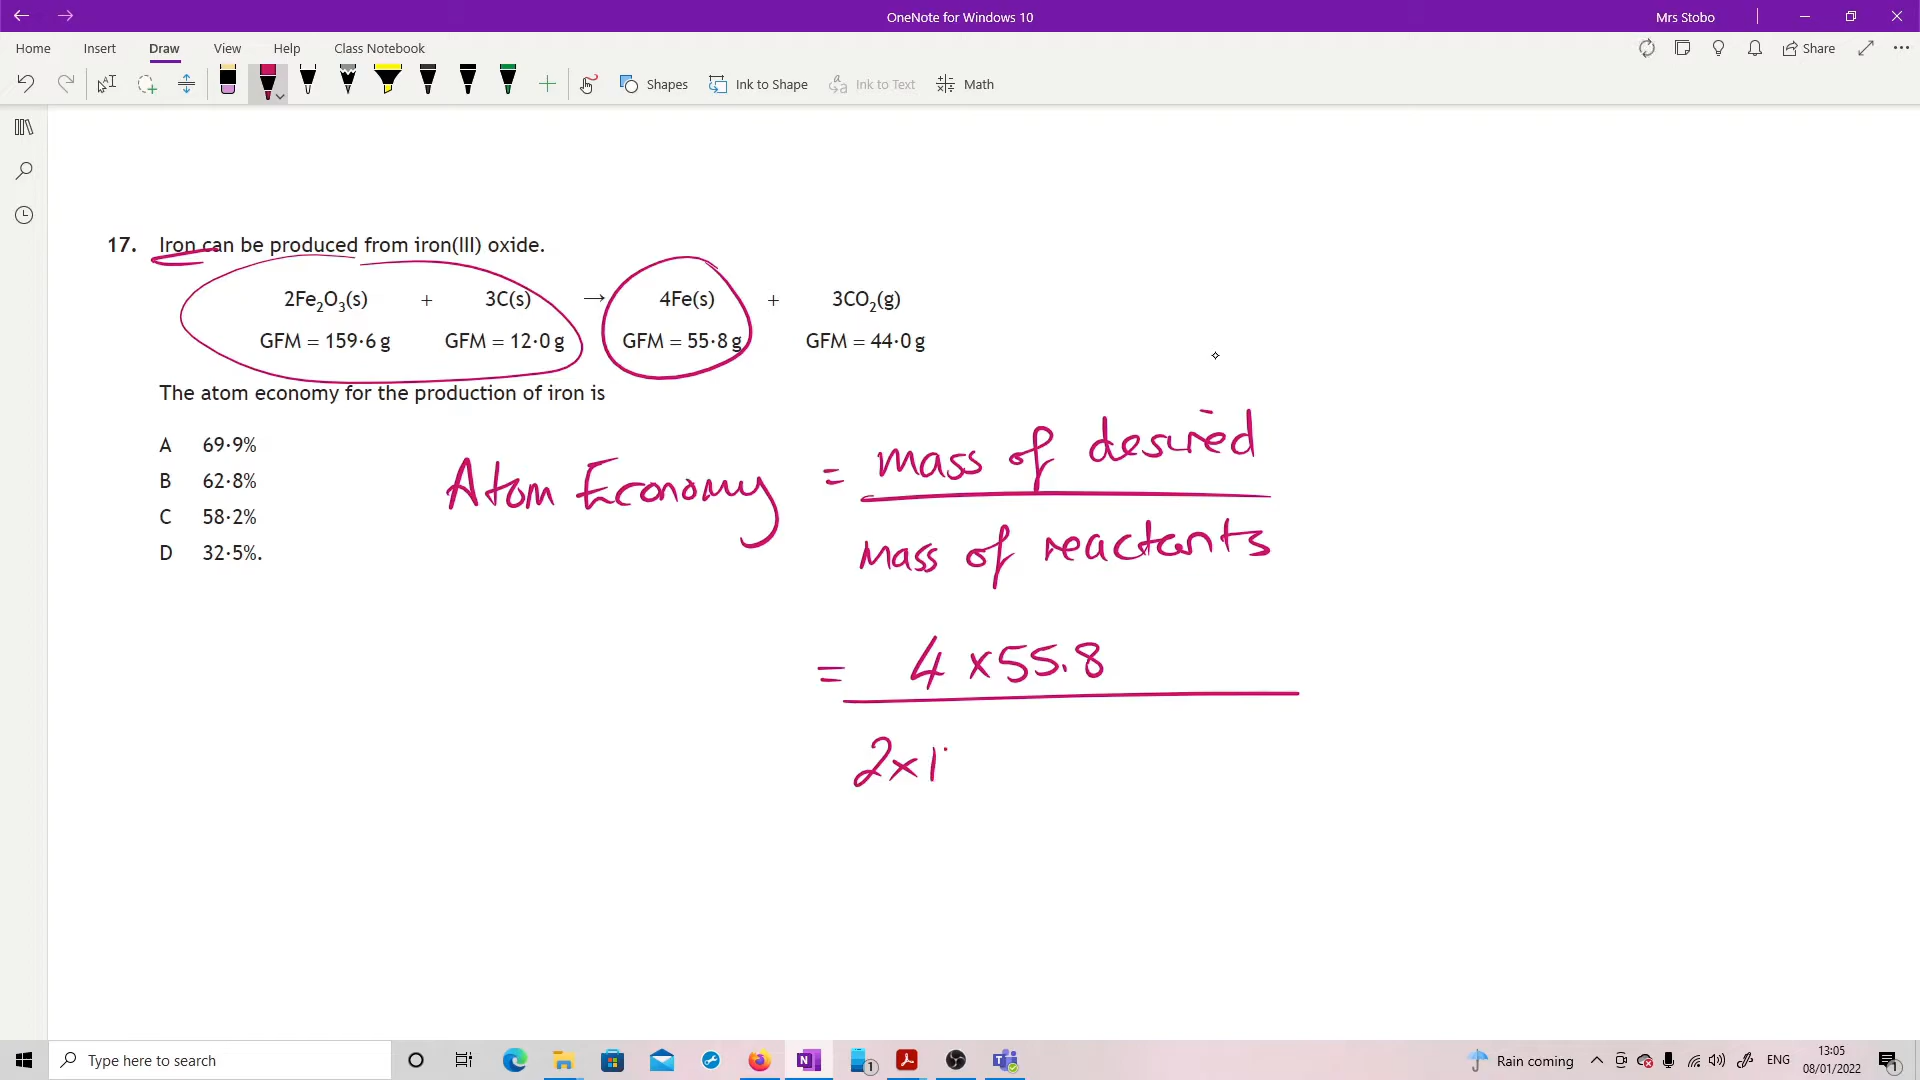 OneNote for Windows 10
Mrs Stobo
Home Insert Draw View Help Class Notebook
Share
Shapes Ink to Shape Ink to Text Math
17. Iron can be produced from iron(III) oxide.
2Fe₂O₃(s) + 3C(s) → 4Fe(s) + 3CO₂(g)
GFM = 159·6 g GFM = 12·0 g GFM = 55·8 g GFM = 44·0 g
The atom economy for the production of iron is
A 69·9%
B 62·8%
C 58·2%
D 32·5%.
Atom Economy = mass of desired
mass of reactants
= 4 x 55.8
2 x 1
Type here to search
Rain coming
ENG
13:05
08/01/2022